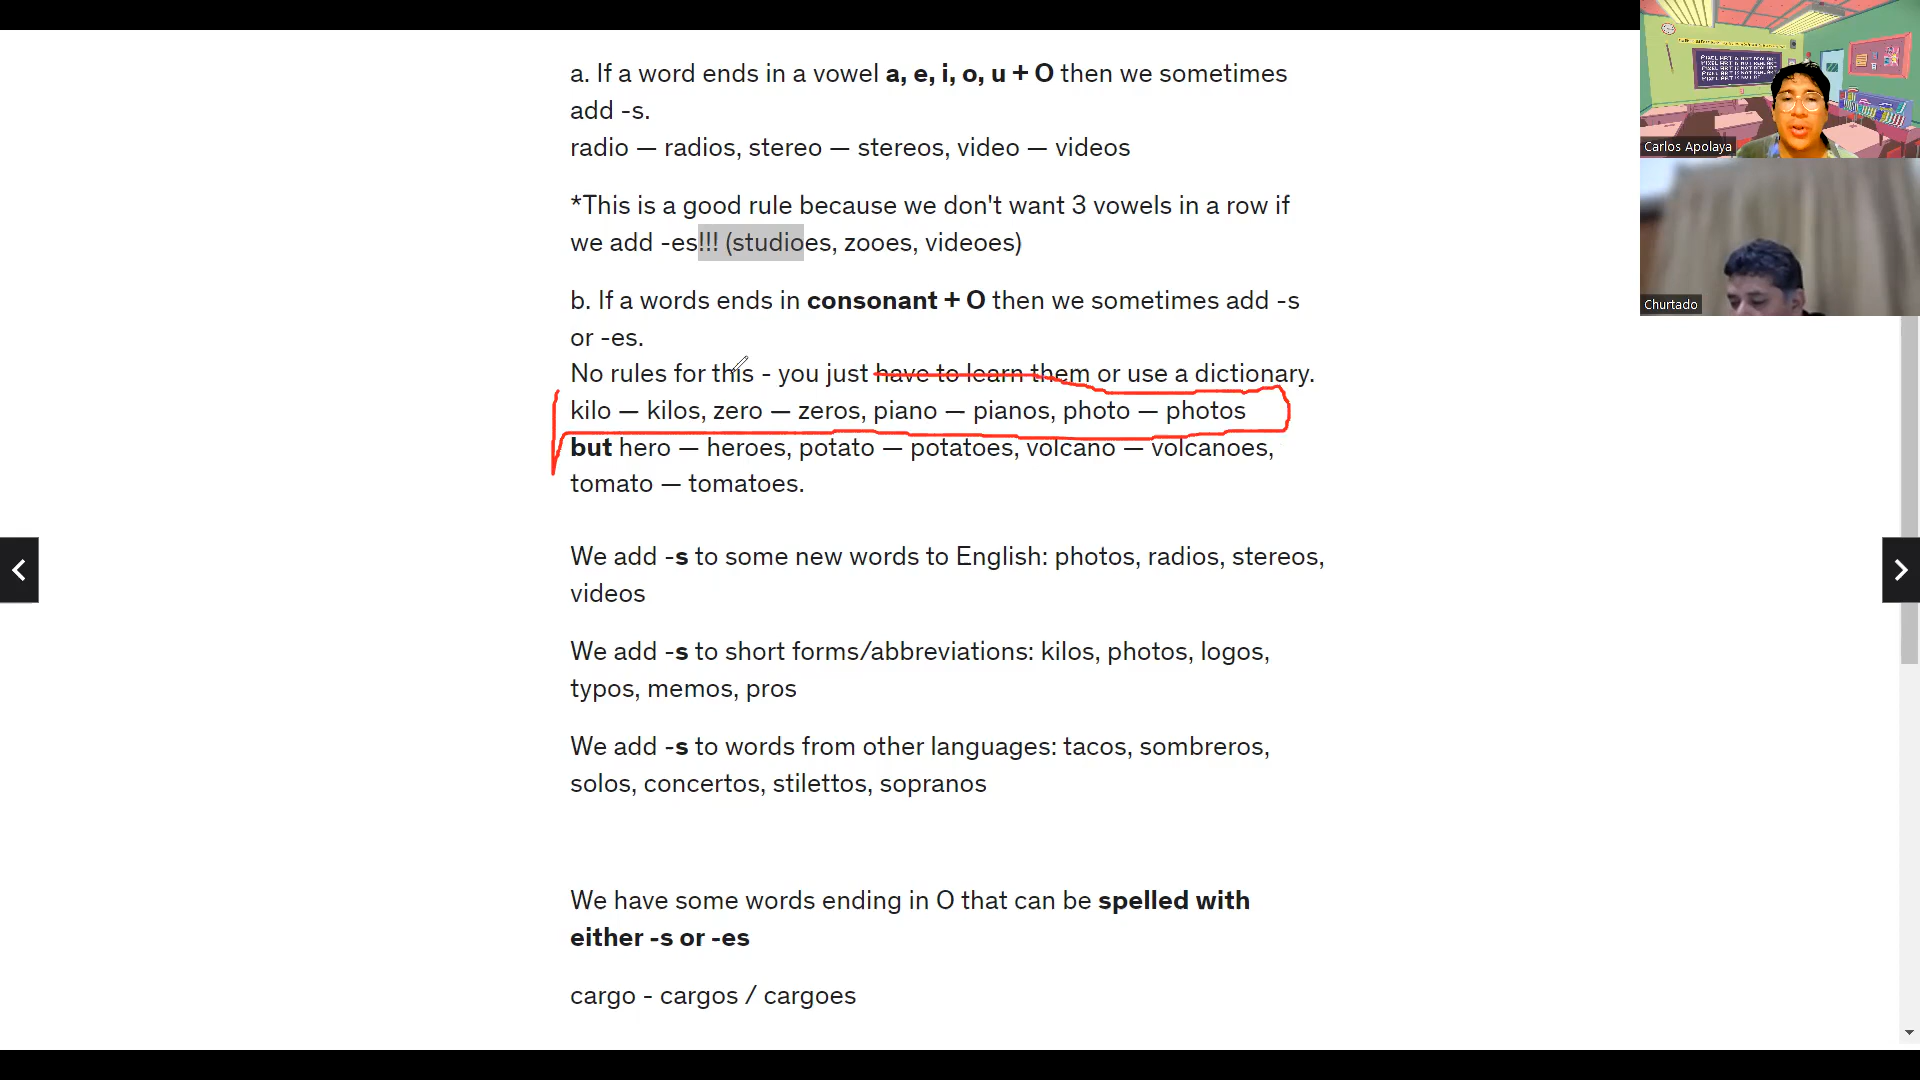 a. If a word ends in a vowel a, e, i, o, u + O then we sometimes
add -s.
radio — radios, stereo — stereos, video — videos
*This is a good rule because we don't want 3 vowels in a row if
we add -es!!! (studioes, zooes, videoes)
b. If a words ends in consonant + O then we sometimes add -s
or -es.
No rules for this - you just have to learn them or use a dictionary.
kilo — kilos, zero — zeros, piano — pianos, photo — photos
but hero — heroes, potato — potatoes, volcano — volcanoes,
tomato — tomatoes.
We add -s to some new words to English: photos, radios, stereos,
videos
We add -s to short forms/abbreviations: kilos, photos, logos,
typos, memos, pros
We add -s to words from other languages: tacos, sombreros,
solos, concertos, stilettos, sopranos
We have some words ending in O that can be spelled with
either -s or -es
cargo - cargos / cargoes
Carlos Apolaya
Churtado